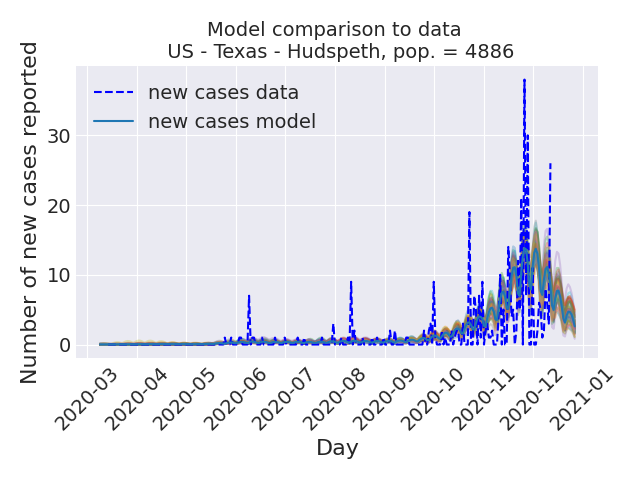 Model comparison to data
US - Texas - Hudspeth, pop. = 4886
Number of new cases reported
new cases data
new cases model
30
20
10
0
2020-03
2020-04
2020-05
2020-06
2020-07
2020-08
2020-09
2020-10
2020-11
2020-12
2021-01
Day